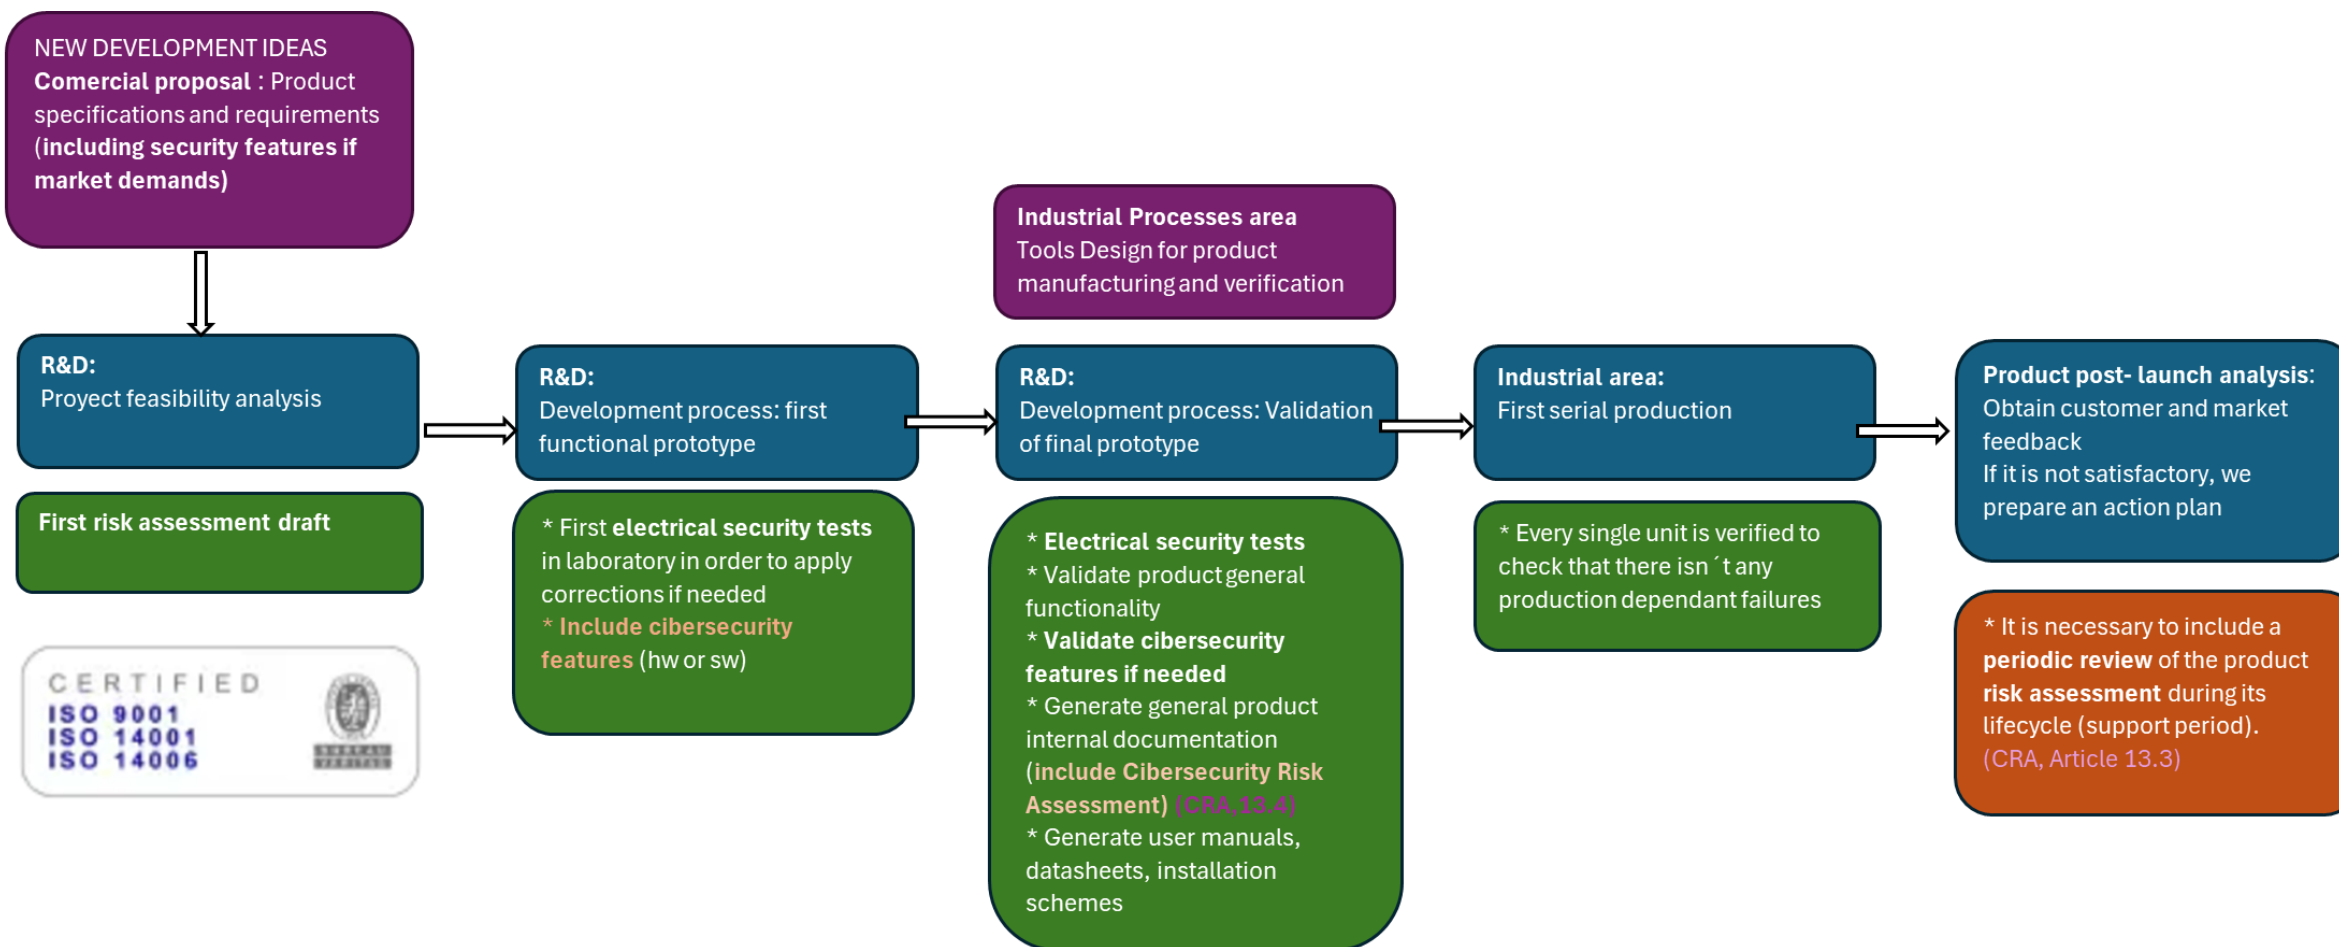 NEW DEVELOPMENT IDEAS
Comercial proposal : Product
specifications and requirements
(including security features if
market demands)
Industrial Processes area
Tools Design for product
manufacturing and verification
R&D:
Proyect feasibility analysis
R&D:
Development process: first
functional prototype
R&D:
Development process: Validation
of final prototype
Industrial area:
First serial production
Product post- launch analysis:
Obtain customer and market
feedback
If it is not satisfactory, we
prepare an action plan
First risk assessment draft
* First electrical security tests
in laboratory in order to apply
corrections if needed
* Include cibersecurity
features (hw or sw)
* Electrical security tests
* Validate product general
functionality
* Validate cibersecurity
features if needed
* Generate general product
internal documentation
(include Cibersecurity Risk
Assessment) (CRA,13.4)
* Generate user manuals,
datasheets, installation
schemes
* Every single unit is verified to
check that there isn´t any
production dependant failures
* It is necessary to include a
periodic review of the product
risk assessment during its
lifecycle (support period).
(CRA, Article 13.3)
CERTIFIED
ISO 9001
ISO 14001
ISO 14006
BUREAU
VERITAS